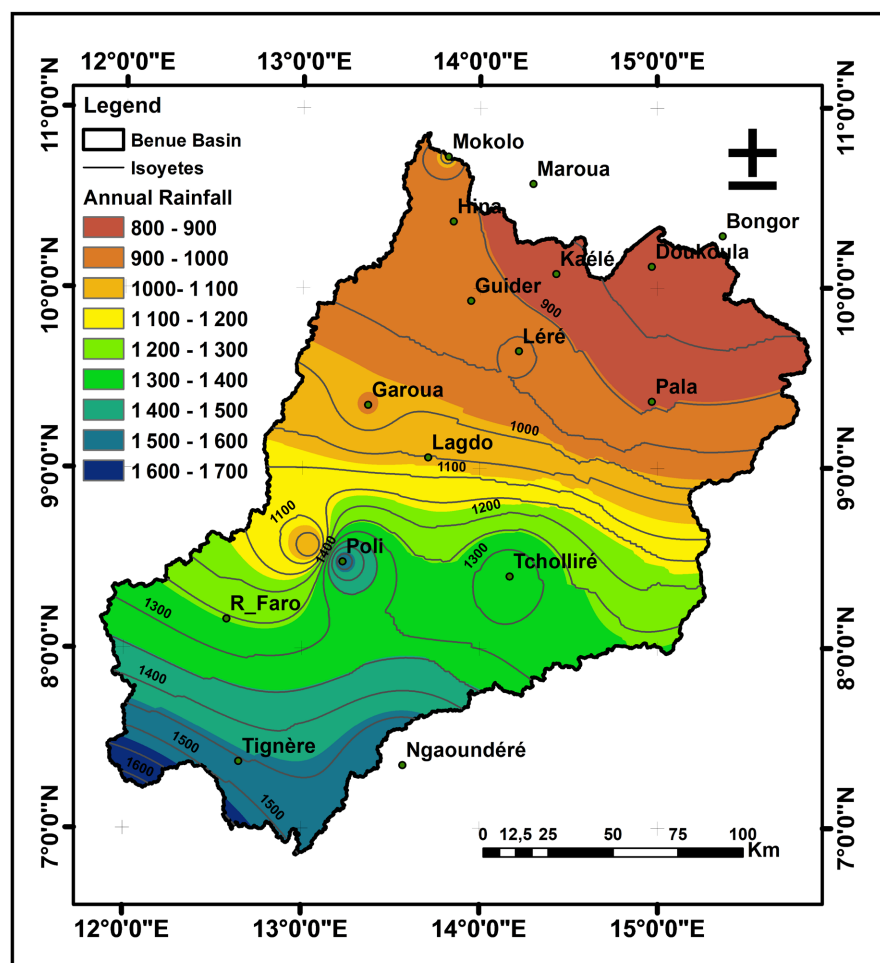 12°0'0"E 13°0'0"E 14°0'0"E 15°0'0"E
11°0'0"N
11°0'0"N
10°0'0"N
10°0'0"N
9°0'0"N
9°0'0"N
8°0'0"N
8°0'0"N
7°0'0"N
7°0'0"N
Legend
Benue Basin
Isoyetes
Annual Rainfall
800 - 900
900 - 1000
1000- 1 100
1 100 - 1 200
1 200 - 1 300
1 300 - 1 400
1 400 - 1 500
1 500 - 1 600
1 600 - 1 700
Mokolo
Maroua
Hina
Bongor
Kaélé
Doukoula
Guider
900
Léré
Pala
Garoua
1000
Lagdo
1100
1200
1100
1400
Poli
1300
Tcholliré
R_Faro
1300
1400
1500
Tignère
Ngaoundéré
1600
1500
0 12,5 25 50 75 100
Km
12°0'0"E 13°0'0"E 14°0'0"E 15°0'0"E